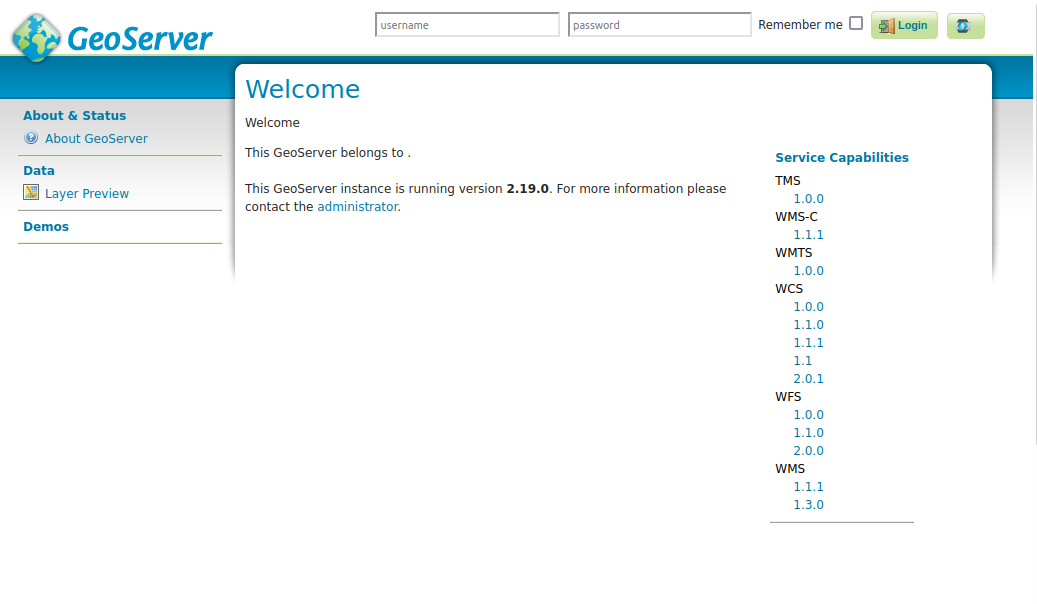 GeoServer
username
password
Remember me
Login
About & Status
About GeoServer
Data
Layer Preview
Demos
Welcome
Welcome
This GeoServer belongs to .
This GeoServer instance is running version 2.19.0. For more information please
contact the administrator.
Service Capabilities
TMS
1.0.0
WMS-C
1.1.1
WMTS
1.0.0
WCS
1.0.0
1.1.0
1.1.1
1.1
2.0.1
WFS
1.0.0
1.1.0
2.0.0
WMS
1.1.1
1.3.0